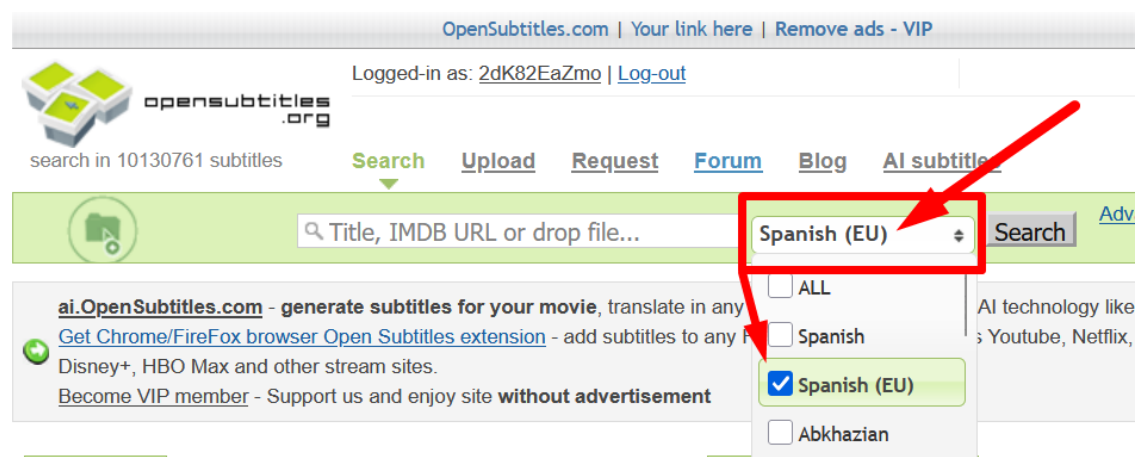 OpenSubtitles.com | Your link here | Remove ads - VIP
Logged-in as: 2dK82EaZmo | Log-out
opensubtitles
.org
search in 10130761 subtitles
Search Upload Request Forum Blog AI subtitles
Title, IMDB URL or drop file... Spanish (EU) Search
ALL
Spanish
Spanish (EU)
Abkhazian
ai.OpenSubtitles.com - generate subtitles for your movie, translate in any AI technology like
Get Chrome/FireFox browser Open Subtitles extension - add subtitles to any Youtube, Netflix,
Disney+, HBO Max and other stream sites.
Become VIP member - Support us and enjoy site without advertisement